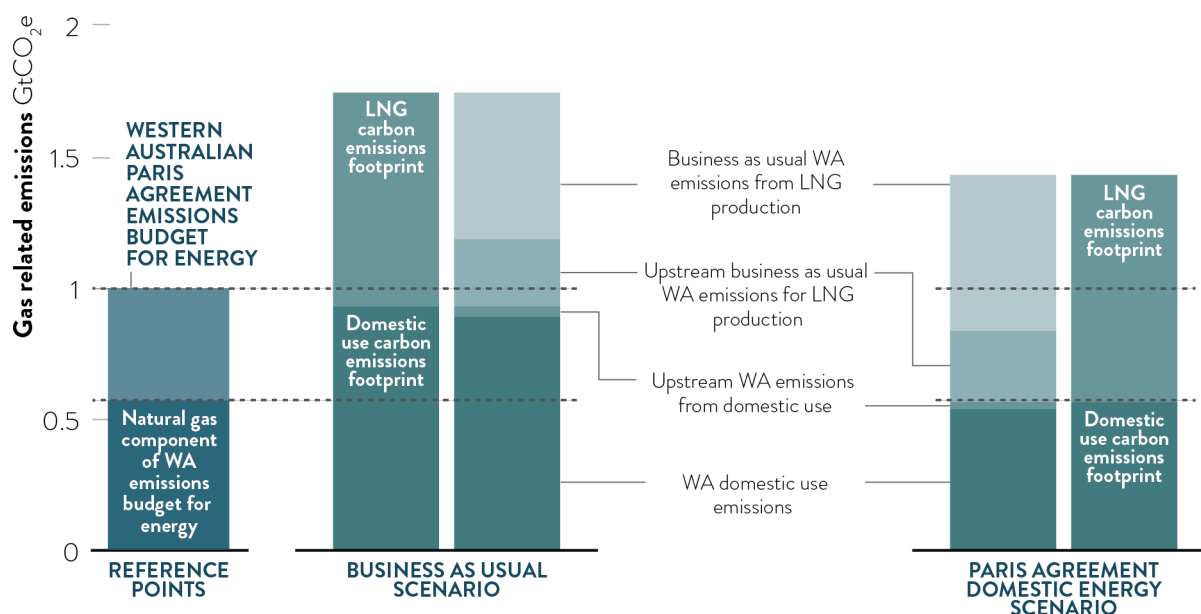 Gas related emissions GtCO₂e
2
1.5
1
0.5
0
WESTERN
AUSTRALIAN
PARIS
AGREEMENT
EMISSIONS
BUDGET
FOR ENERGY
Natural gas
component
of WA
emissions
budget for
energy
REFERENCE
POINTS
LNG
carbon
emissions
footprint
Domestic
use carbon
emissions
footprint
BUSINESS AS USUAL
SCENARIO
Business as usual WA
emissions from LNG
production
Upstream business as usual
WA emissions for LNG
production
Upstream WA emissions
from domestic use
WA domestic use
emissions
LNG
carbon
emissions
footprint
Domestic
use carbon
emissions
footprint
PARIS AGREEMENT
DOMESTIC ENERGY
SCENARIO